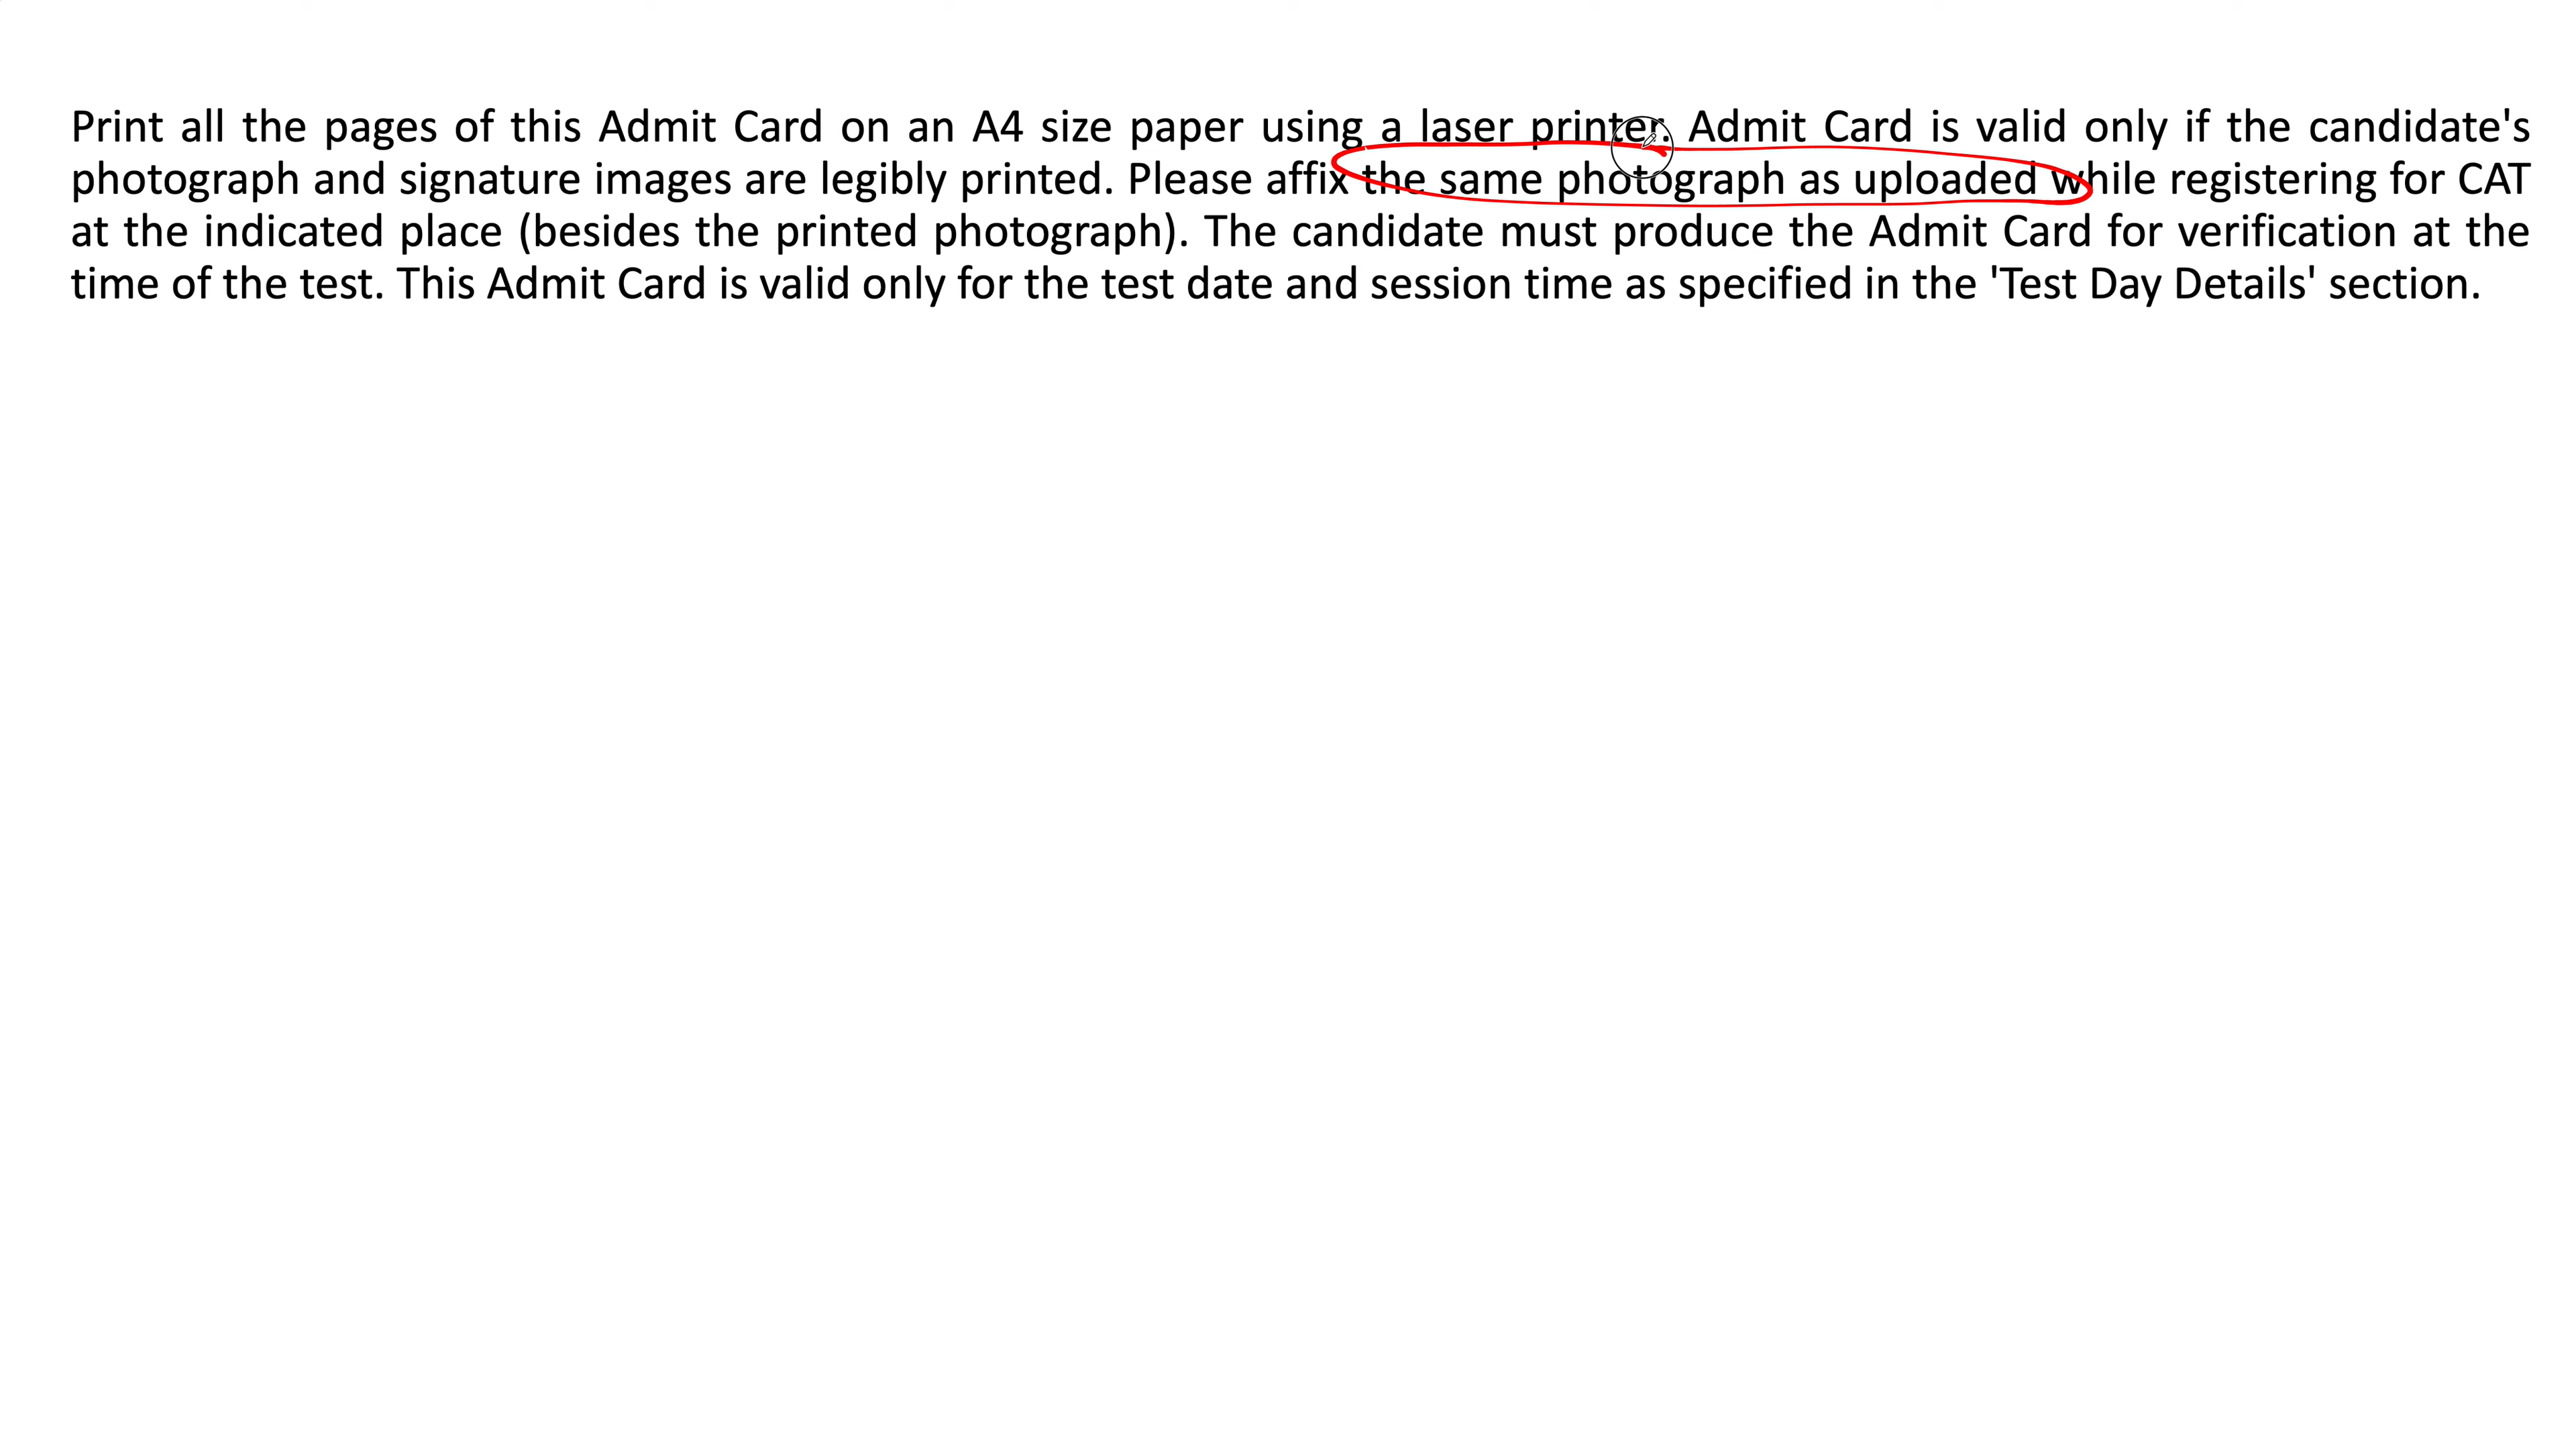 Print all the pages of this Admit Card on an A4 size paper using a laser printer. Admit Card is valid only if the candidate's
photograph and signature images are legibly printed. Please affix the same photograph as uploaded while registering for CAT
at the indicated place (besides the printed photograph). The candidate must produce the Admit Card for verification at the
time of the test. This Admit Card is valid only for the test date and session time as specified in the 'Test Day Details' section.